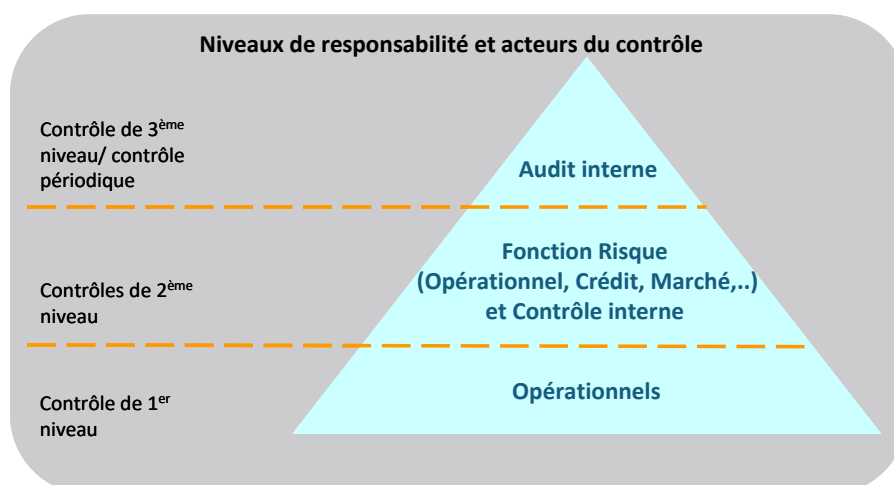 Niveaux de responsabilité et acteurs du contrôle
Contrôle de 3ème
niveau/ contrôle
périodique
Audit interne
Contrôles de 2ème
niveau
Fonction Risque
(Opérationnel, Crédit, Marché,..)
et Contrôle interne
Contrôle de 1er
niveau
Opérationnels